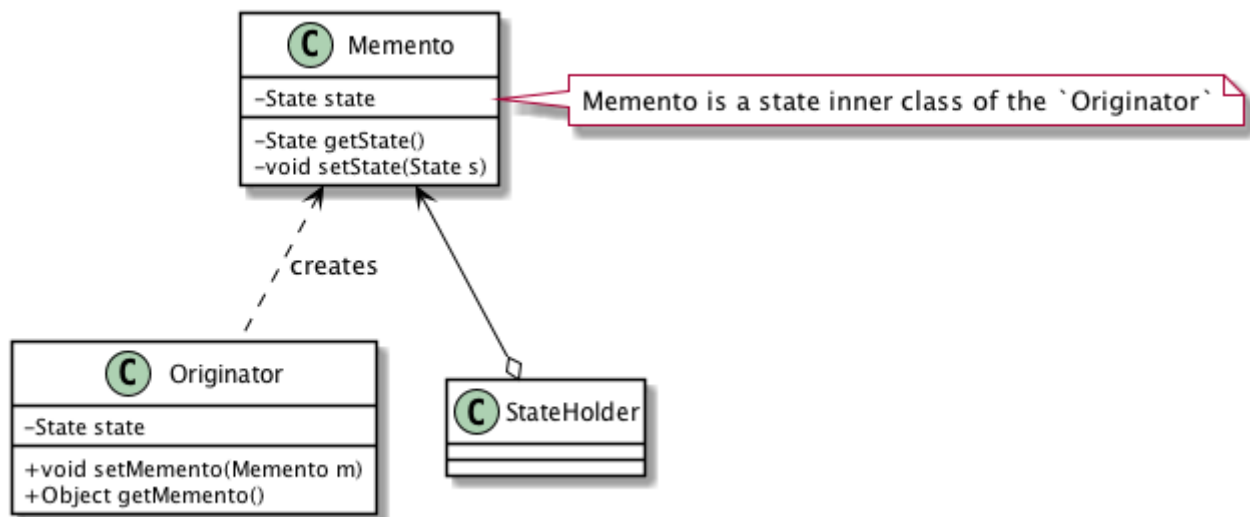 C Memento
-State state
-State getState()
-void setState(State s)
Memento is a state inner class of the `Originator`
creates
C Originator
-State state
+void setMemento(Memento m)
+Object getMemento()
C StateHolder